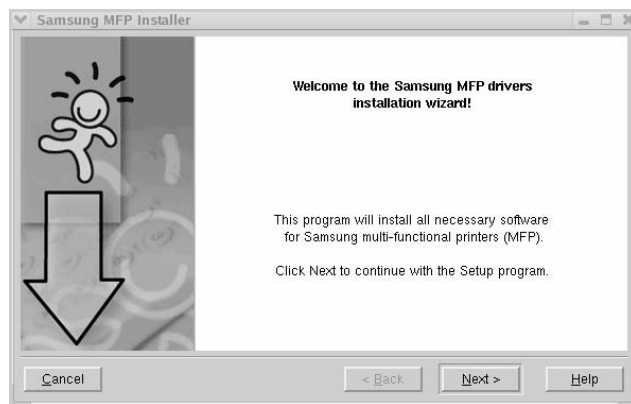 Samsung MFP Installer
Welcome to the Samsung MFP drivers
installation wizard!
This program will install all necessary software
for Samsung multi-functional printers (MFP).
Click Next to continue with the Setup program.
Cancel
< Back
Next >
Help